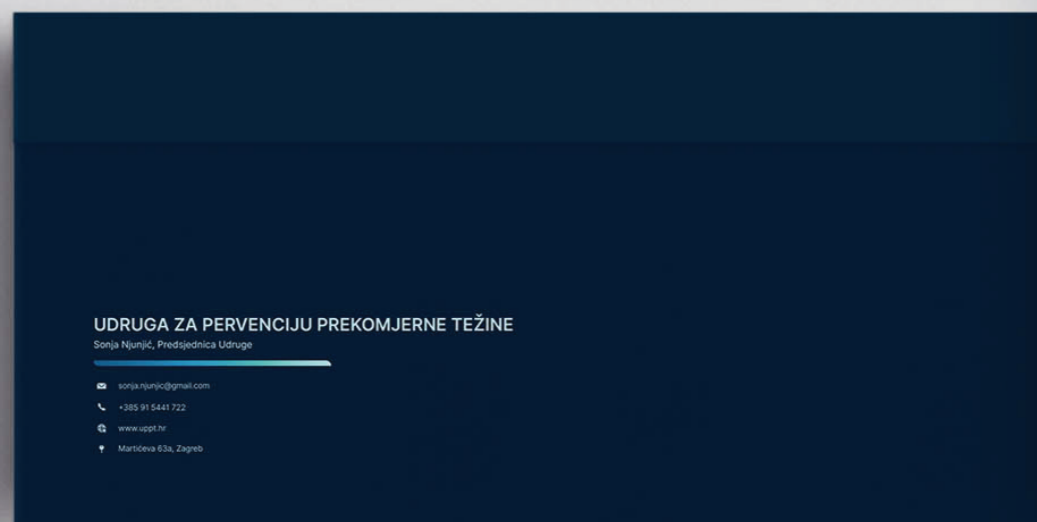 UDRUGA ZA PERVENCIJU PREKOMJERNE TEŽINE
Sonja Njunjić, Predsjednica Udruge
sonja.njunjic@gmail.com
+385 91 5441 722
www.uppt.hr
Martićeva 63a, Zagreb